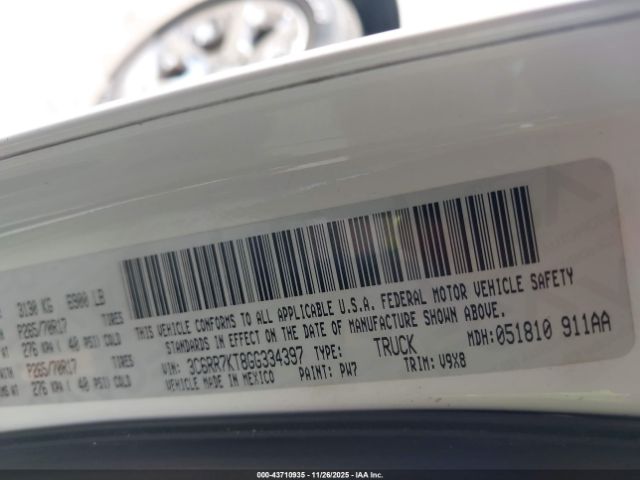 3130 KG 6900 LB
P265/70R17 TIRES
276 KPA ( 40 PSI) COLD
P265/70R17 TIRES
276 KPA ( 40 PSI) COLD
THIS VEHICLE CONFORMS TO ALL APPLICABLE U.S.A. FEDERAL MOTOR VEHICLE SAFETY
STANDARDS IN EFFECT ON THE DATE OF MANUFACTURE SHOWN ABOVE.
VIN: 3C6RR7KT8GG334397 TYPE: TRUCK MDH: 051810 911AA
VEHICLE MADE IN MEXICO PAINT: PW7 TRIM: V9X8
000-43710935 - 11/26/2025 - IAA Inc.